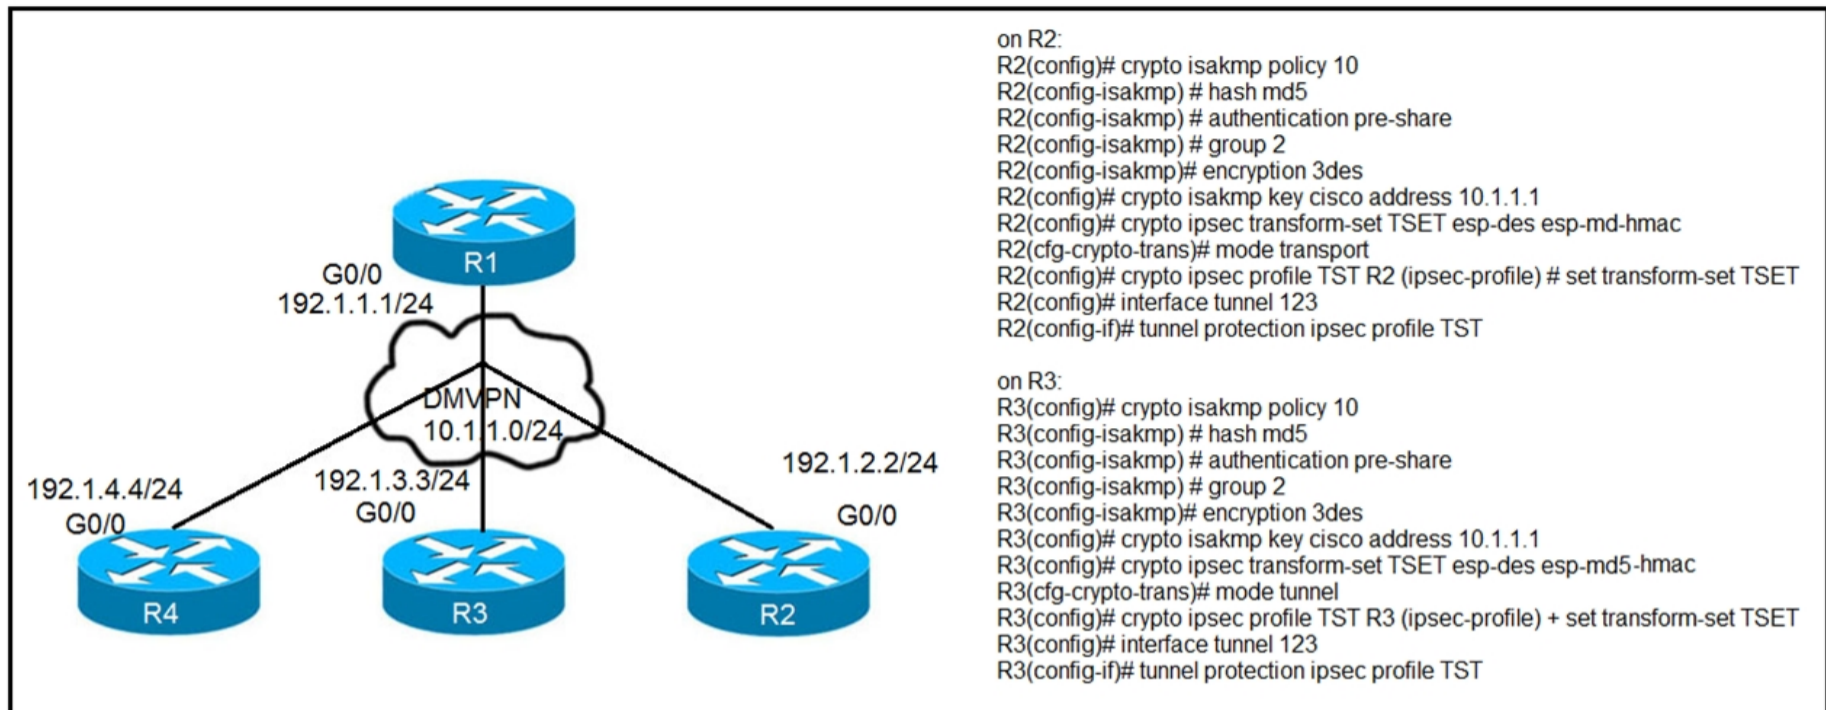 on R2:
R2(config)# crypto isakmp policy 10
R2(config-isakmp) # hash md5
R2(config-isakmp) # authentication pre-share
R2(config-isakmp) # group 2
R2(config-isakmp)# encryption 3des
R2(config)# crypto isakmp key cisco address 10.1.1.1
R2(config)# crypto ipsec transform-set TSET esp-des esp-md-hmac
R2(cfg-crypto-trans)# mode transport
R2(config)# crypto ipsec profile TST R2 (ipsec-profile) # set transform-set TSET
R2(config)# interface tunnel 123
R2(config-if)# tunnel protection ipsec profile TST
on R3:
R3(config)# crypto isakmp policy 10
R3(config-isakmp) # hash md5
R3(config-isakmp) # authentication pre-share
R3(config-isakmp) # group 2
R3(config-isakmp)# encryption 3des
R3(config)# crypto isakmp key cisco address 10.1.1.1
R3(config)# crypto ipsec transform-set TSET esp-des esp-md5-hmac
R3(cfg-crypto-trans)# mode tunnel
R3(config)# crypto ipsec profile TST R3 (ipsec-profile) + set transform-set TSET
R3(config)# interface tunnel 123
R3(config-if)# tunnel protection ipsec profile TST
R1
G0/0
192.1.1.1/24
DMVPN
10.1.1.0/24
192.1.4.4/24
G0/0
R4
192.1.3.3/24
G0/0
R3
192.1.2.2/24
G0/0
R2